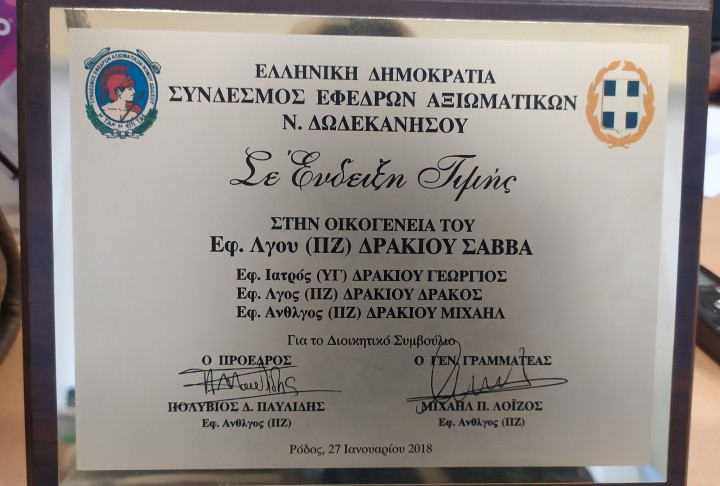 ΕΛΛΗΝΙΚΗ ΔΗΜΟΚΡΑΤΙΑ
ΣΥΝΔΕΣΜΟΣ ΕΦΕΔΡΩΝ ΑΞΙΩΜΑΤΙΚΩΝ
Ν. ΔΩΔΕΚΑΝΗΣΟΥ
Σε Ένδειξη Τιμής
ΣΤΗΝ ΟΙΚΟΓΕΝΕΙΑ ΤΟΥ
Εφ. Λγου (ΠΖ) ΔΡΑΚΙΟΥ ΣΑΒΒΑ
Εφ. Ιατρός (ΥΓ) ΔΡΑΚΙΟΥ ΓΕΩΡΓΙΟΣ
Εφ. Λγος (ΠΖ) ΔΡΑΚΙΟΥ ΔΡΑΚΟΣ
Εφ. Ανθλγος (ΠΖ) ΔΡΑΚΙΟΥ ΜΙΧΑΗΛ
Για το Διοικητικό Συμβούλιο
Ο ΠΡΟΕΔΡΟΣ
ΠΟΛΥΒΙΟΣ Δ. ΠΑΥΛΙΔΗΣ
Εφ. Ανθλγος (ΠΖ)
Ο ΓΕΝ. ΓΡΑΜΜΑΤΕΑΣ
ΜΙΧΑΗΛ Π. ΛΟΪΖΟΣ
Εφ. Ανθλγος (ΠΖ)
Ρόδος, 27 Ιανουαρίου 2018